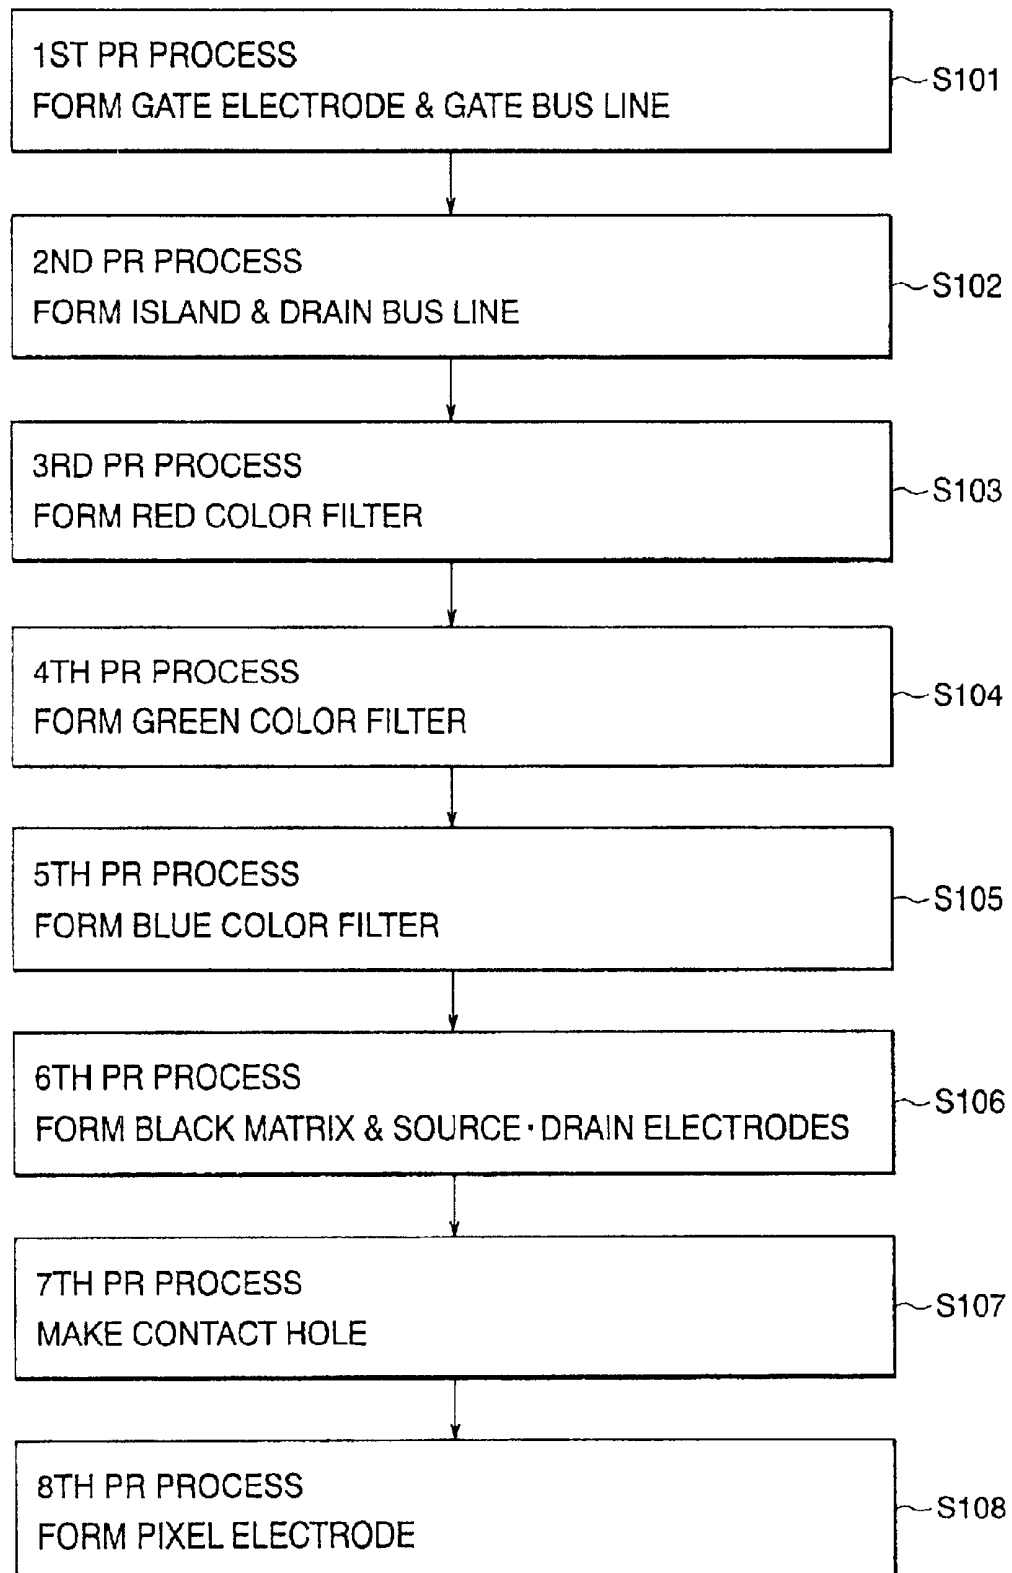 1ST PR PROCESS
FORM GATE ELECTRODE & GATE BUS LINE
S101
2ND PR PROCESS
FORM ISLAND & DRAIN BUS LINE
S102
3RD PR PROCESS
FORM RED COLOR FILTER
S103
4TH PR PROCESS
FORM GREEN COLOR FILTER
S104
5TH PR PROCESS
FORM BLUE COLOR FILTER
S105
6TH PR PROCESS
FORM BLACK MATRIX & SOURCE・DRAIN ELECTRODES
S106
7TH PR PROCESS
MAKE CONTACT HOLE
S107
8TH PR PROCESS
FORM PIXEL ELECTRODE
S108